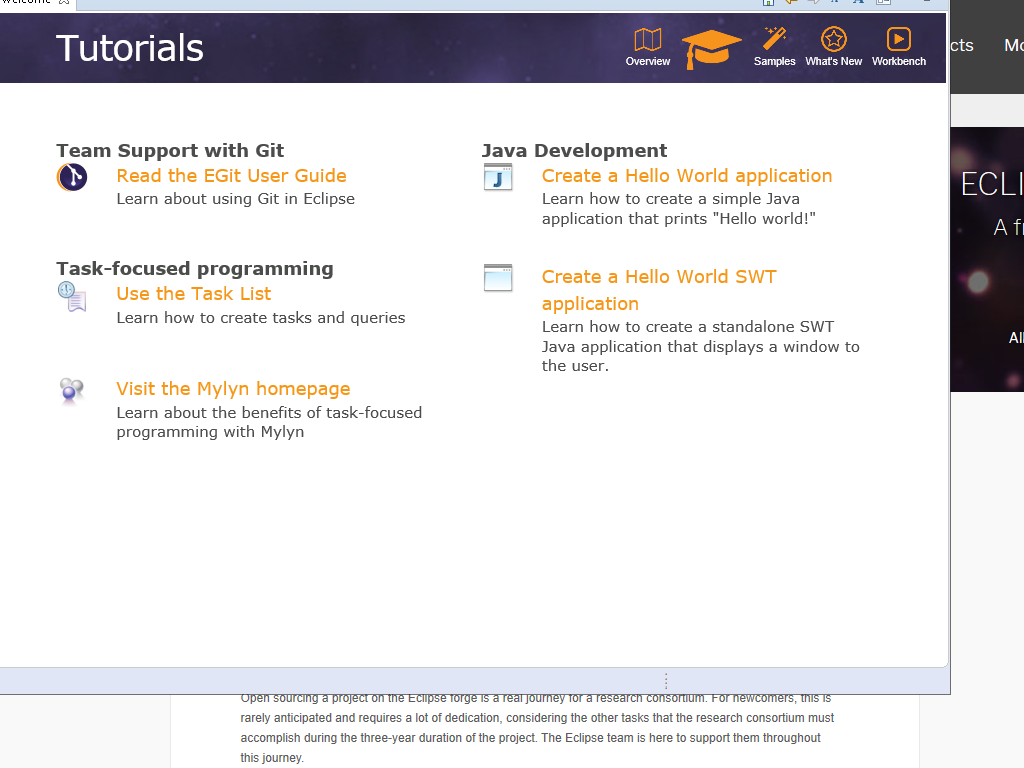 Tutorials
Overview
Samples
What's New
Workbench
Team Support with Git
Read the EGit User Guide
Learn about using Git in Eclipse
Task-focused programming
Use the Task List
Learn how to create tasks and queries
Visit the Mylyn homepage
Learn about the benefits of task-focused
programming with Mylyn
Java Development
Create a Hello World application
Learn how to create a simple Java
application that prints "Hello world!"
Create a Hello World SWT
application
Learn how to create a standalone SWT
Java application that displays a window to
the user.
cts
Mo
ECLI
A fr
All
Open sourcing a project on the Eclipse forge is a real journey for a research consortium. For newcomers, this is
rarely anticipated and requires a lot of dedication, considering the other tasks that the research consortium must
accomplish during the three-year duration of the project. The Eclipse team is here to support them throughout
this journey.